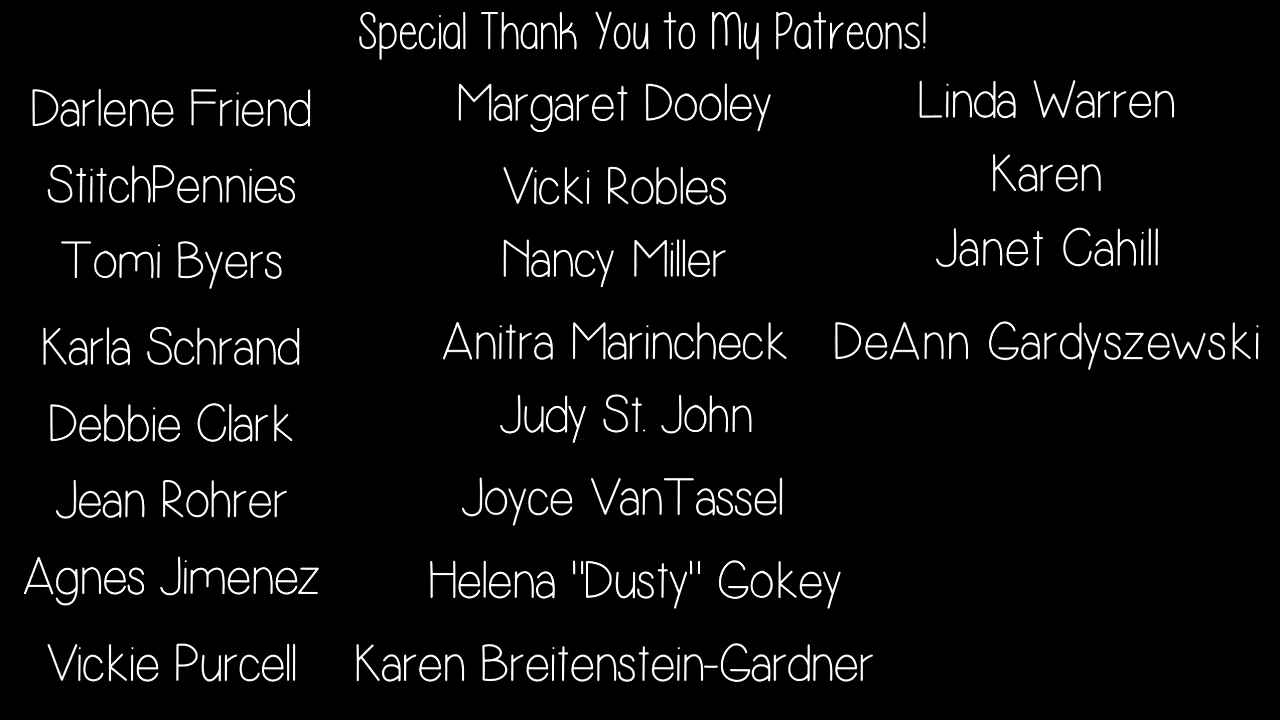 Special Thank You to My Patreons!
Darlene Friend
StitchPennies
Tomi Byers
Karla Schrand
Debbie Clark
Jean Rohrer
Agnes Jimenez
Vickie Purcell
Margaret Dooley
Vicki Robles
Nancy Miller
Anitra Marincheck
Judy St. John
Joyce VanTassel
Helena "Dusty" Gokey
Karen Breitenstein-Gardner
Linda Warren
Karen
Janet Cahill
DeAnn Gardyszewski